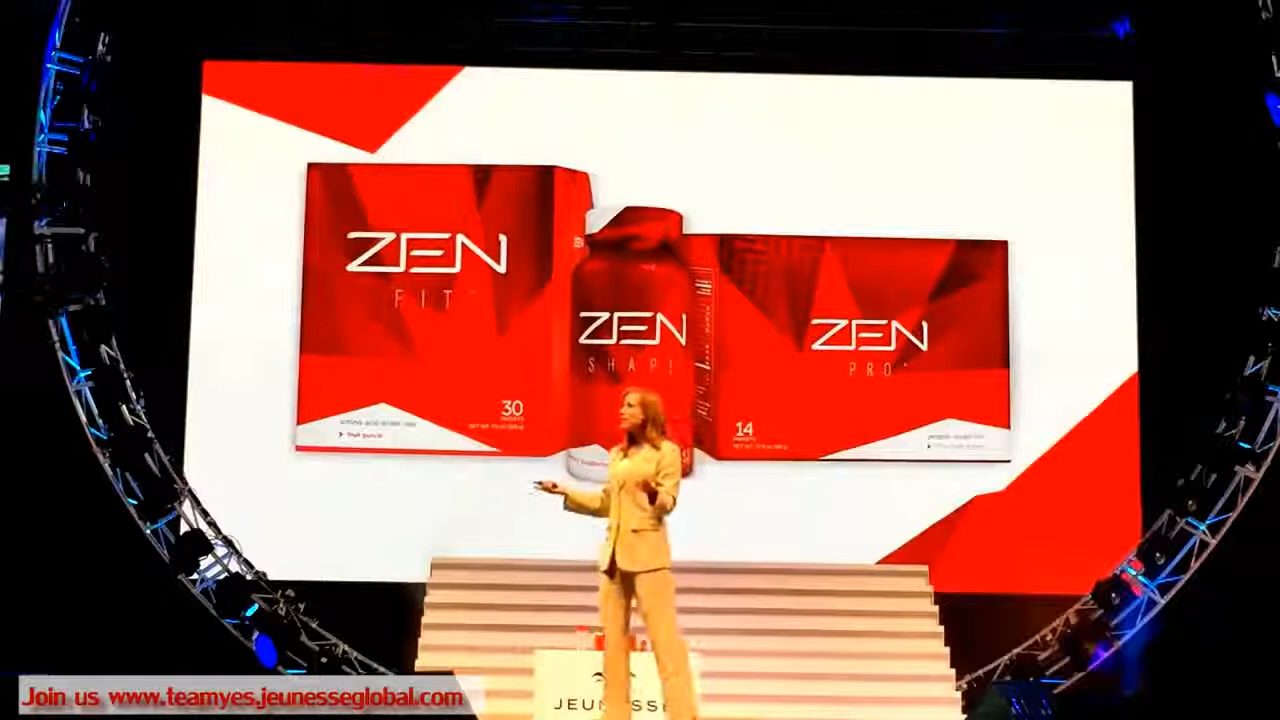 ZEN
FIT
30
ZEN
SHAPE
ZEN
PRO
14
JEUNESSE
Join us www.teamyes.jeunesseglobal.com